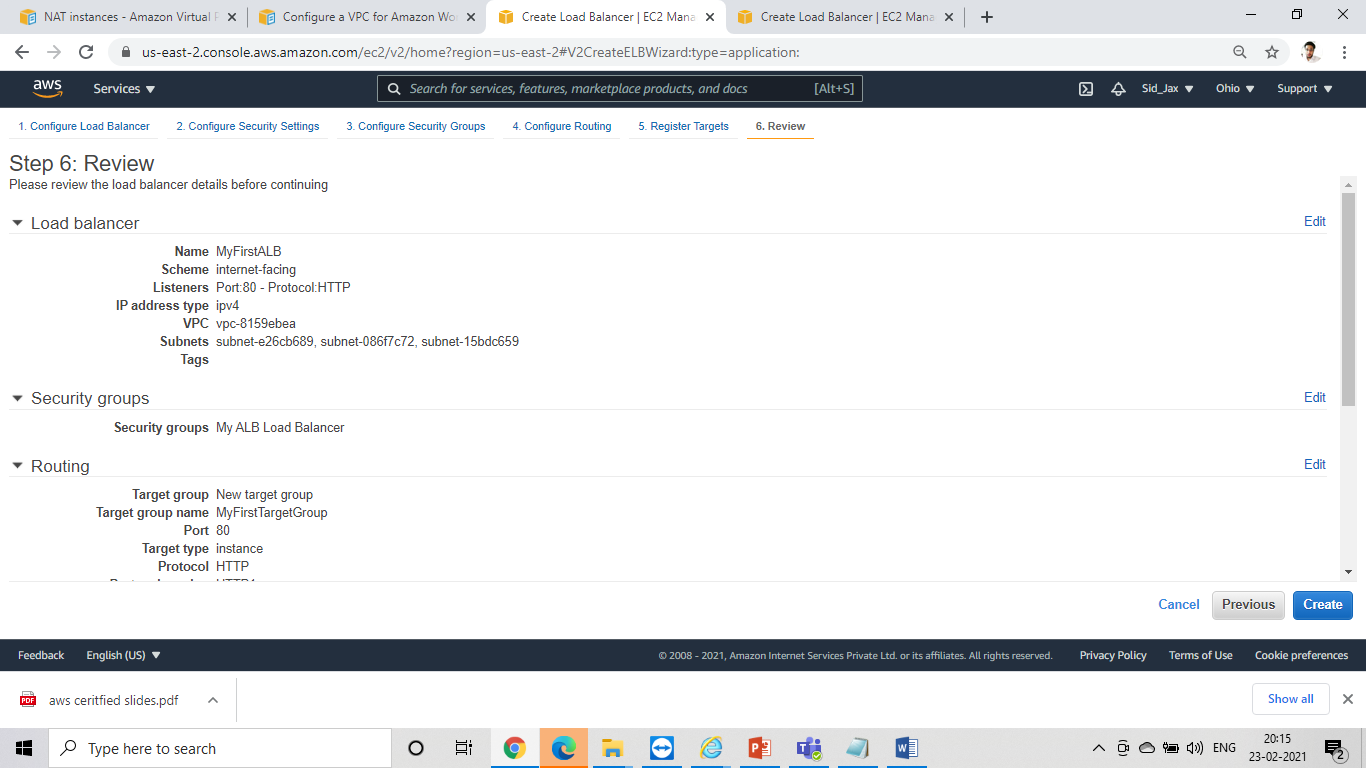 NAT instances - Amazon Virtual P
Configure a VPC for Amazon Wo
Create Load Balancer | EC2 Mana
Create Load Balancer | EC2 Mana
us-east-2.console.aws.amazon.com/ec2/v2/home?region=us-east-2#V2CreateELBWizard:type=application:
aws Services Search for services, features, marketplace products, and docs [Alt+S] Sid_Jax Ohio Support
1. Configure Load Balancer 2. Configure Security Settings 3. Configure Security Groups 4. Configure Routing 5. Register Targets 6. Review
Step 6: Review
Please review the load balancer details before continuing
Load balancer Edit
Name MyFirstALB
Scheme internet-facing
Listeners Port:80 - Protocol:HTTP
IP address type ipv4
VPC vpc-8159ebea
Subnets subnet-e26cb689, subnet-086f7c72, subnet-15bdc659
Tags
Security groups Edit
Security groups My ALB Load Balancer
Routing Edit
Target group New target group
Target group name MyFirstTargetGroup
Port 80
Target type instance
Protocol HTTP
Cancel Previous Create
Feedback English (US) © 2008 - 2021, Amazon Internet Services Private Ltd. or its affiliates. All rights reserved. Privacy Policy Terms of Use Cookie preferences
PDF aws ceritfied slides.pdf Show all
Type here to search ENG 20:15
23-02-2021 2